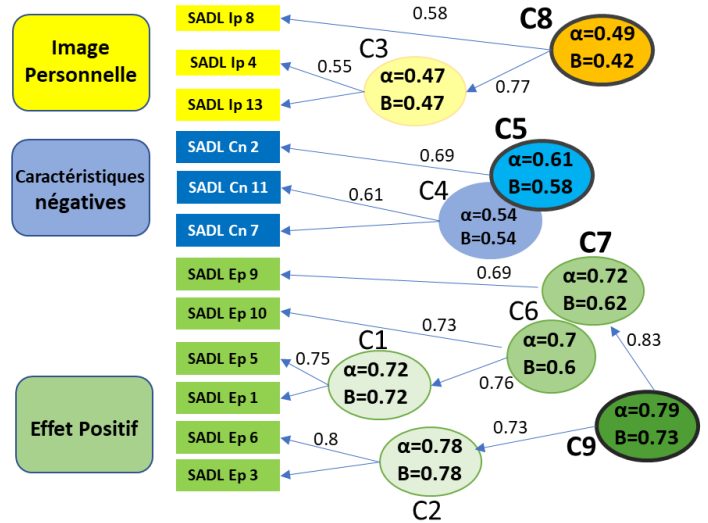 Image
Personnelle
SADL Ip 8
SADL Ip 4
SADL Ip 13
0.58
0.55
C3
α=0.47
B=0.47
0.77
C8
α=0.49
B=0.42
Caractéristiques
négatives
SADL Cn 2
SADL Cn 11
SADL Cn 7
0.69
0.61
C5
α=0.61
B=0.58
C4
α=0.54
B=0.54
Effet Positif
SADL Ep 9
SADL Ep 10
SADL Ep 5
SADL Ep 1
SADL Ep 6
SADL Ep 3
0.69
C7
α=0.72
B=0.62
0.73
C6
α=0.7
B=0.6
0.75
C1
α=0.72
B=0.72
0.76
0.83
0.8
C2
α=0.78
B=0.78
0.73
C9
α=0.79
B=0.73